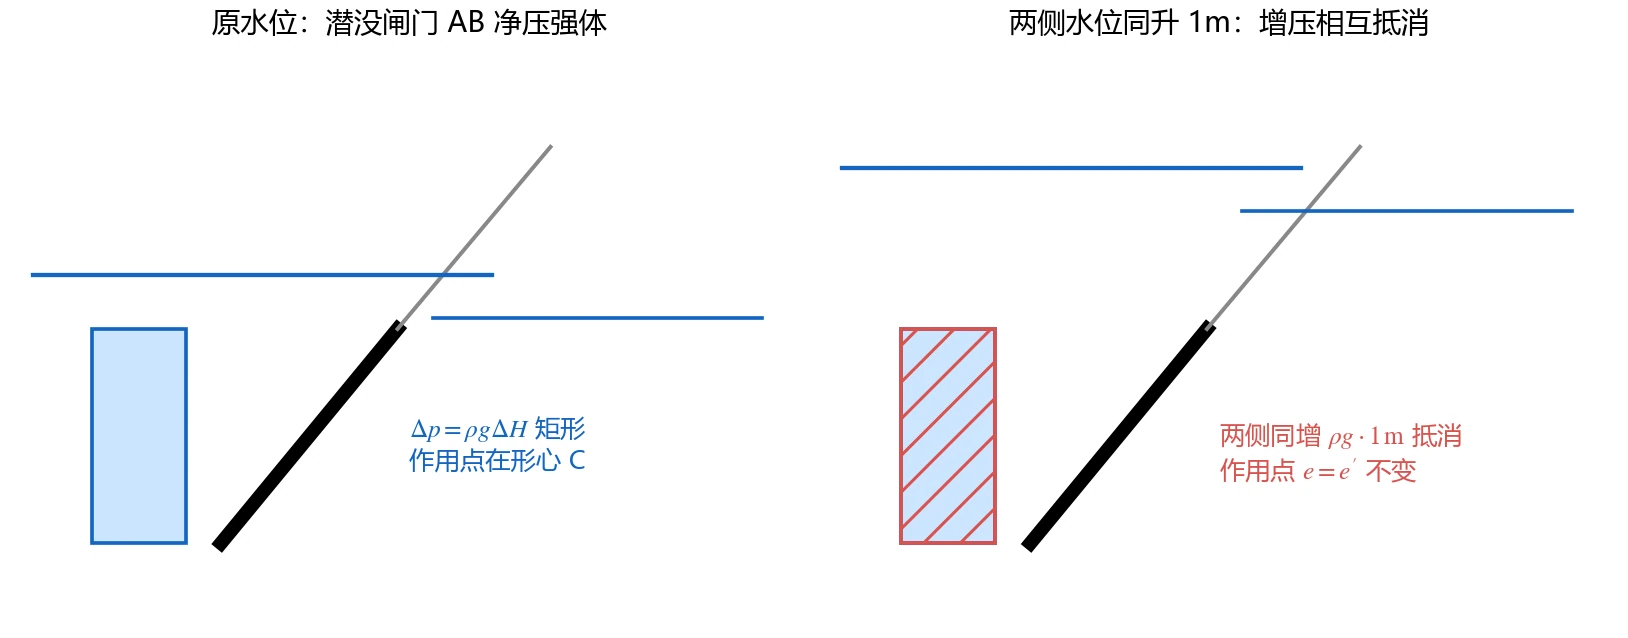 原水位：潜没闸门 AB 净压强体
Δp = ρgΔH 矩形
作用点在形心 C
两侧水位同升 1m：增压相互抵消
两侧同增 ρg · 1 m 抵消
作用点 e = e′ 不变